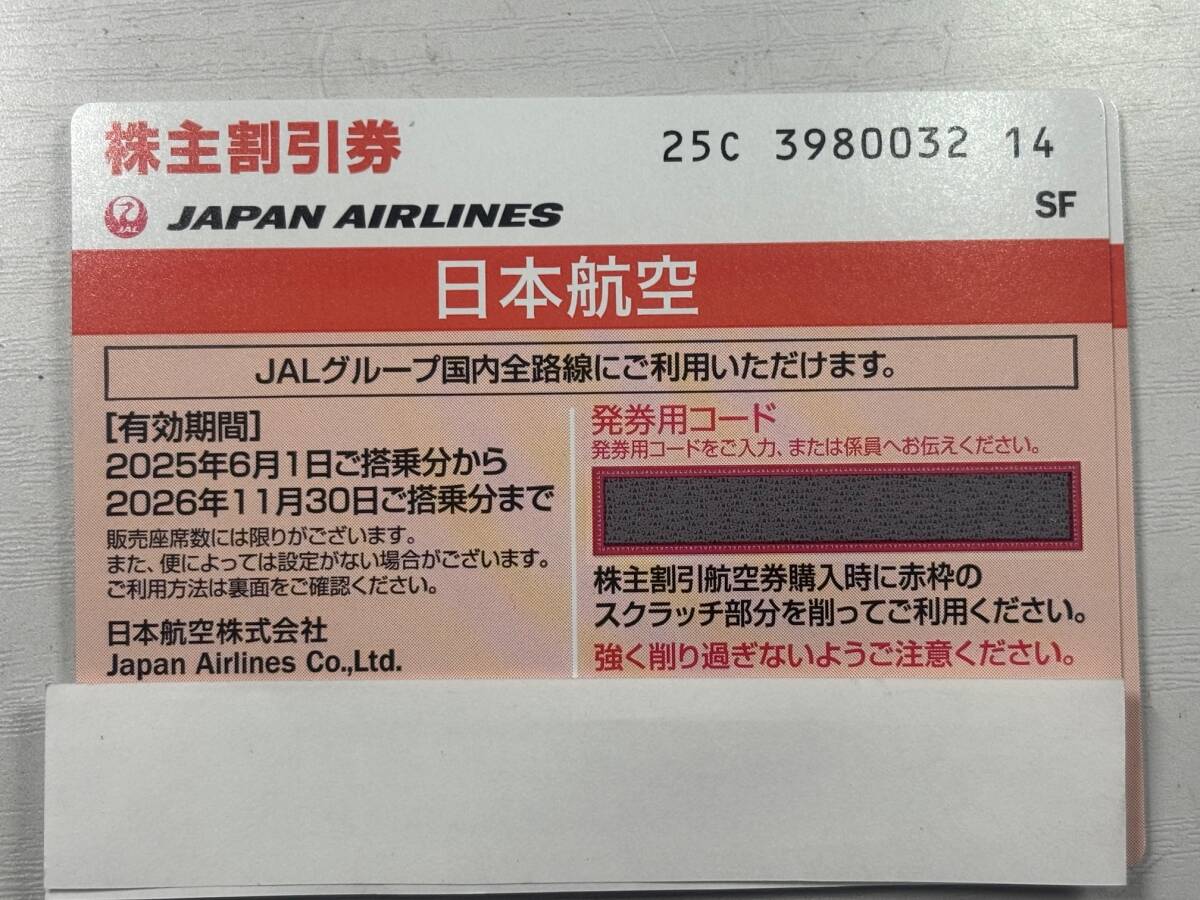 株主割引券
25C 3980032 14
JAL
JAPAN AIRLINES
SF
日本航空
JALグループ国内全路線にご利用いただけます。
[有効期間]
2025年6月1日ご搭乗分から
2026年11月30日ご搭乗分まで
販売座席数には限りがございます。
また、便によっては設定がない場合がございます。
ご利用方法は裏面をご確認ください。
日本航空株式会社
Japan Airlines Co.,Ltd.
発券用コード
発券用コードをご入力、または係員へお伝えください。
株主割引航空券購入時に赤枠の
スクラッチ部分を削ってご利用ください。
強く削り過ぎないようご注意ください。